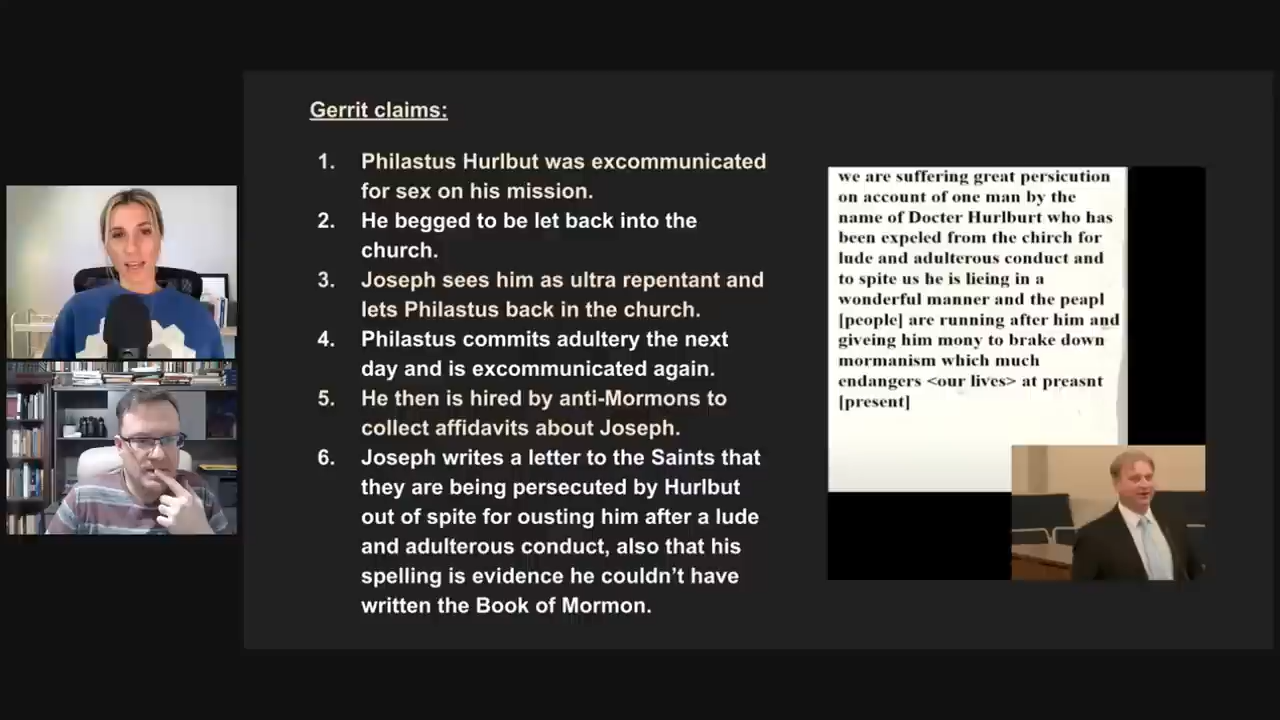 Gerrit claims:
1. Philastus Hurlbut was excommunicated
for sex on his mission.
2. He begged to be let back into the
church.
3. Joseph sees him as ultra repentant and
lets Philastus back in the church.
4. Philastus commits adultery the next
day and is excommunicated again.
5. He then is hired by anti-Mormons to
collect affidavits about Joseph.
6. Joseph writes a letter to the Saints that
they are being persecuted by Hurlbut
out of spite for ousting him after a lude
and adulterous conduct, also that his
spelling is evidence he couldn't have
written the Book of Mormon.
we are suffering great persicution
on account of one man by the
name of Docter Hurlburt who has
been expeled from the chirch for
lude and adulterous conduct and
to spite us he is lieing in a
wonderful manner and the peapl
[people] are running after him and
giveing him mony to brake down
mormanism which much
endangers <our lives> at preasnt
[present]